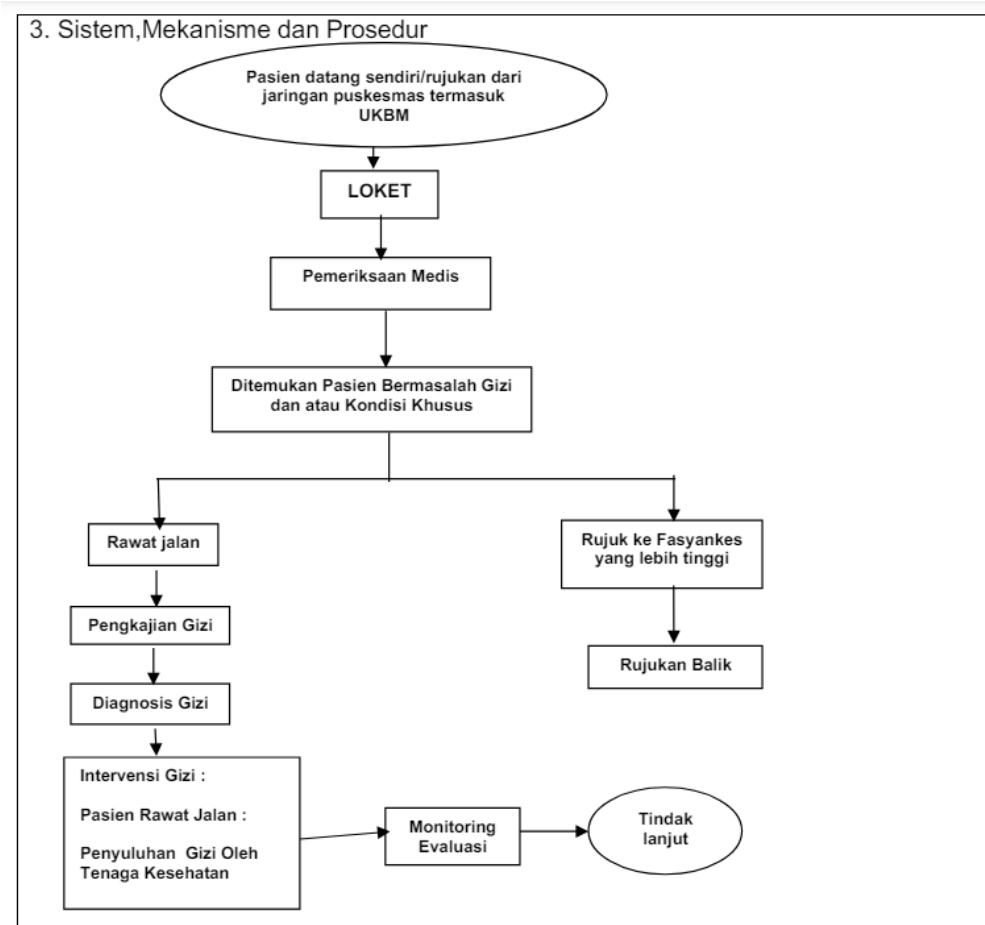 3. Sistem,Mekanisme dan Prosedur
Pasien datang sendiri/rujukan dari
jaringan puskesmas termasuk
UKBM
LOKET
Pemeriksaan Medis
Ditemukan Pasien Bermasalah Gizi
dan atau Kondisi Khusus
Rawat jalan
Rujuk ke Fasyankes
yang lebih tinggi
Pengkajian Gizi
Rujukan Balik
Diagnosis Gizi
Intervensi Gizi :
Pasien Rawat Jalan :
Penyuluhan Gizi Oleh
Tenaga Kesehatan
Monitoring
Evaluasi
Tindak
lanjut